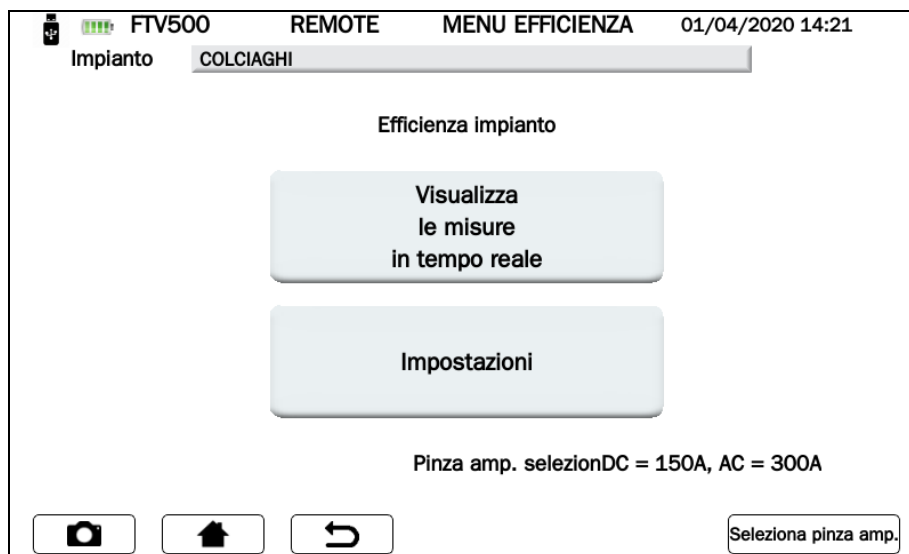 FTV500 REMOTE MENU EFFICIENZA 01/04/2020 14:21
Impianto COLCIAGHI
Efficienza impianto
Visualizza
le misure
in tempo reale
Impostazioni
Pinza amp. selezionDC = 150A, AC = 300A
Seleziona pinza amp.